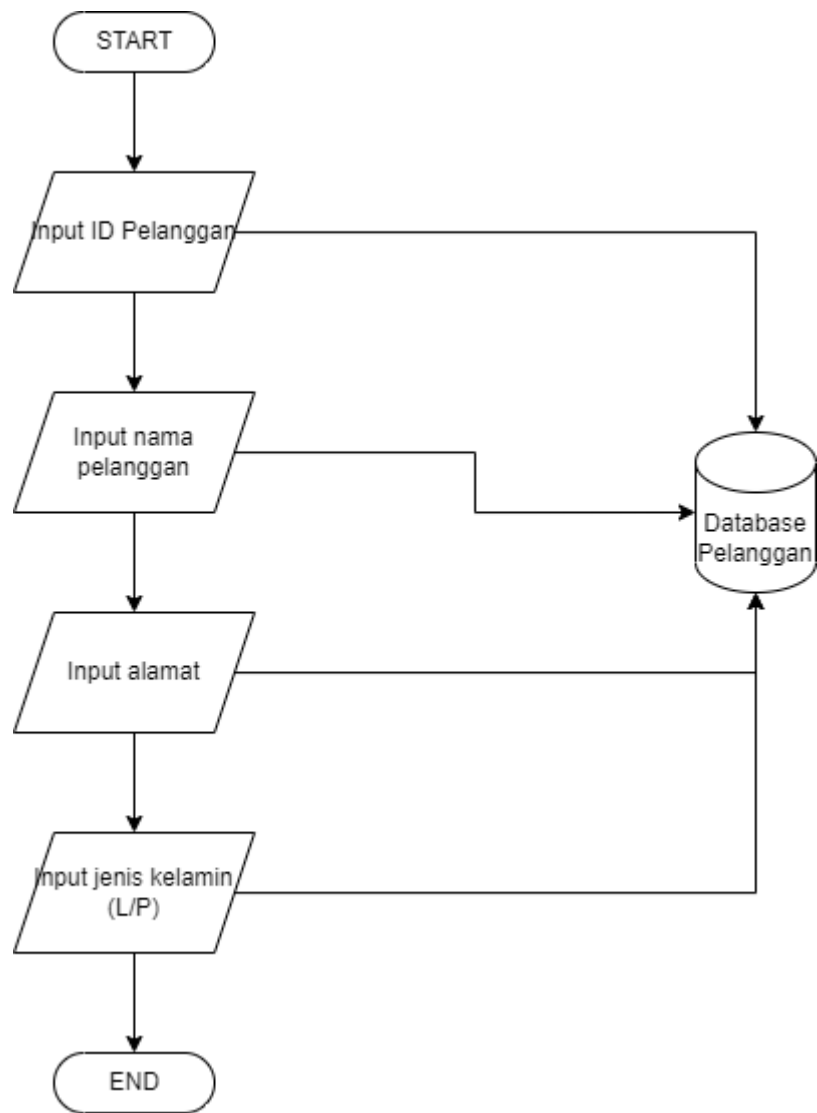 START
Input ID Pelanggan
Input nama
pelanggan
Database
Pelanggan
Input alamat
Input jenis kelamin
(L/P)
END